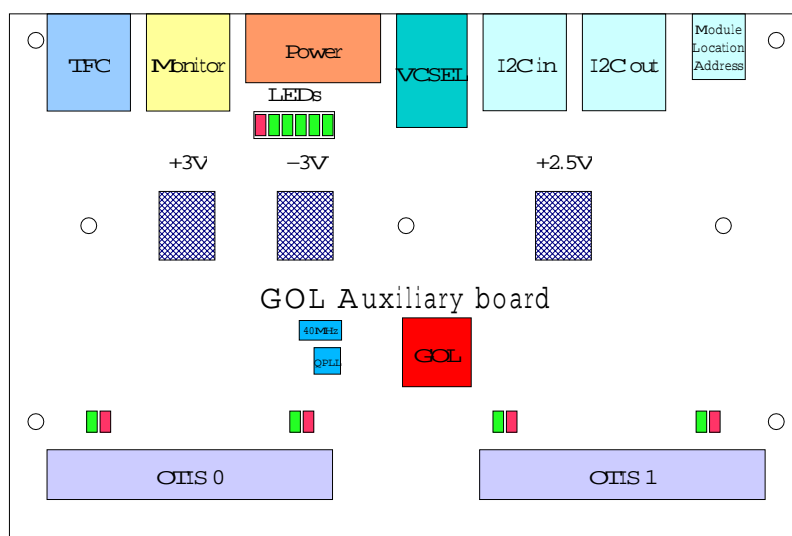 TFC
Monitor
Power
VCSEL
I2C in
I2C out
Module
Location
Address
LEDs
+3V
−3V
+2.5V
GOL Auxiliary board
40MHz
QPLL
GOL
OTIS 0
OTIS 1